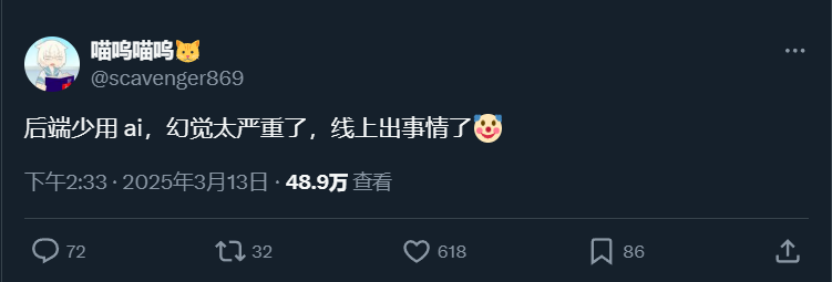 喵呜喵呜🐱
@scavenger869
后端少用 ai，幻觉太严重了，线上出事情了🤡
下午2:33 · 2025年3月13日 · 48.9万 查看
72 32 618 86